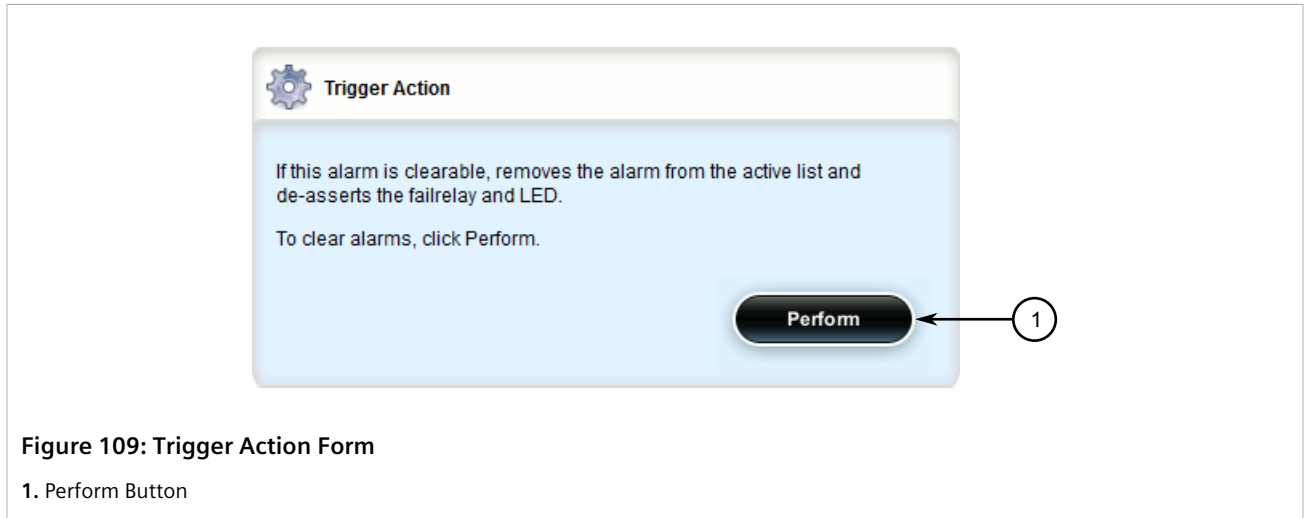 Trigger Action
If this alarm is clearable, removes the alarm from the active list and
de-asserts the failrelay and LED.
To clear alarms, click Perform.
Perform
1
Figure 109: Trigger Action Form
1. Perform Button